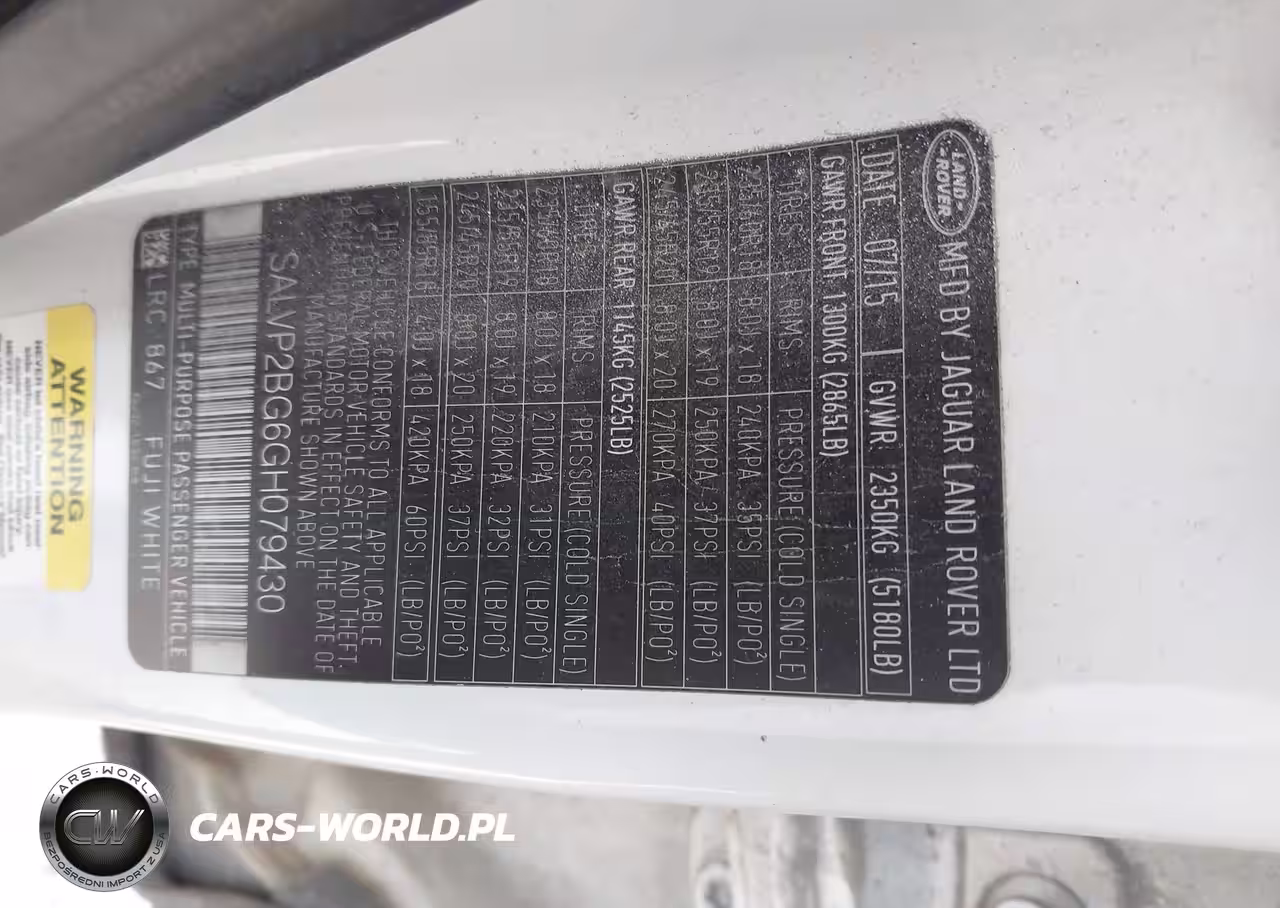 LAND-
-ROVER
MFD BY JAGUAR LAND ROVER LTD
DATE 07/15 GVWR 2350KG (5180LB)
GAWR FRONT 1300KG (2865LB)
TIRES RIMS PRESSURE(COLD SINGLE)
235/60R18 8.0J x 18 240KPA 35PSI (LB/PO²)
235/55R19 8.0J x 19 250KPA 37PSI (LB/PO²)
245/45R20 8.0J x 20 270KPA 40PSI (LB/PO²)
GAWR REAR 1145KG (2525LB)
TIRES RIMS PRESSURE(COLD SINGLE)
8.0J x 18 210KPA 31PSI (LB/PO²)
8.0J x 19 220KPA 32PSI (LB/PO²)
8.0J x 20 250KPA 37PSI (LB/PO²)
x 18 420KPA 60PSI (LB/PO²)
THIS VEHICLE CONFORMS TO ALL APPLICABLE
U.S. FEDERAL MOTOR VEHICLE SAFETY AND THEFT
PREVENTION STANDARDS IN EFFECT ON THE DATE OF
MANUFACTURE SHOWN ABOVE
SALVP2BG6GH079430
TYPE MULTI-PURPOSE PASSENGER VEHICLE
LRC 867 FUJI WHITE
WARNING
ATTENTION
CARS-WORLD
CW
BEZPOŚREDNI IMPORT Z USA
CARS-WORLD.PL